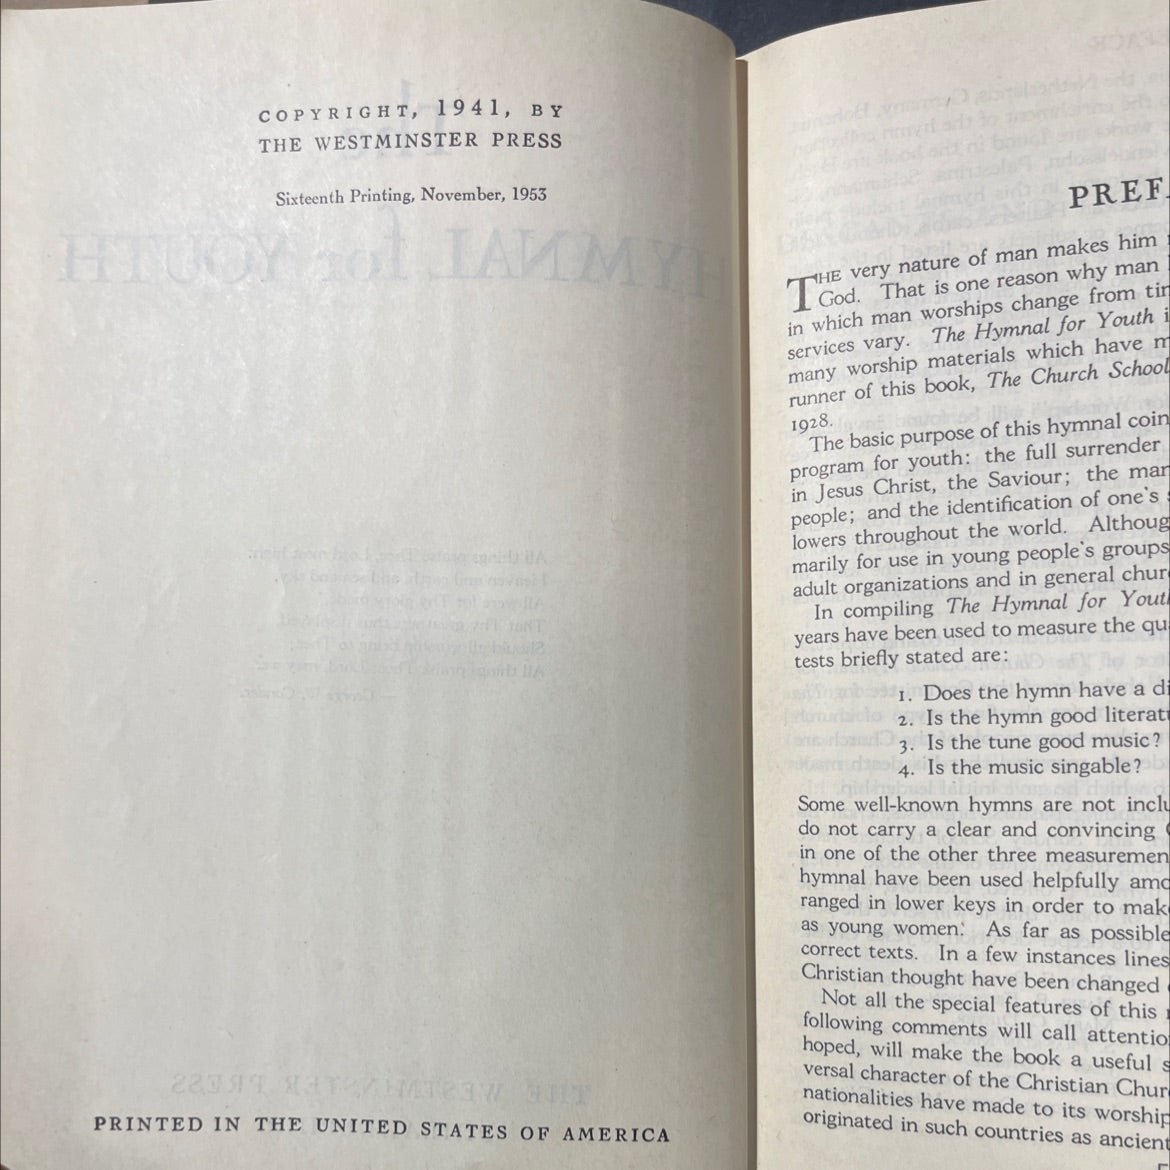 COPYRIGHT, 1941, BY
THE WESTMINSTER PRESS
Sixteenth Printing, November, 1953
PRINTED IN THE UNITED STATES OF AMERICA
PREFA
THE very nature of man makes him
God. That is one reason why man
in which man worships change from tim
services vary. The Hymnal for Youth i
many worship materials which have m
runner of this book, The Church School
1928.
The basic purpose of this hymnal coin
program for youth: the full surrender
in Jesus Christ, the Saviour; the man
people; and the identification of one's s
lowers throughout the world. Althoug
marily for use in young people's groups
adult organizations and in general chur
In compiling The Hymnal for Yout
years have been used to measure the qu
tests briefly stated are:
1. Does the hymn have a di
2. Is the hymn good literat
3. Is the tune good music?
4. Is the music singable?
Some well-known hymns are not inclu
do not carry a clear and convincing
in one of the other three measuremen
hymnal have been used helpfully amo
ranged in lower keys in order to mak
as young women. As far as possible
correct texts. In a few instances lines
Christian thought have been changed
Not all the special features of this
following comments will call attentio
hoped, will make the book a useful s
versal character of the Christian Chur
nationalities have made to its worship
originated in such countries as ancient